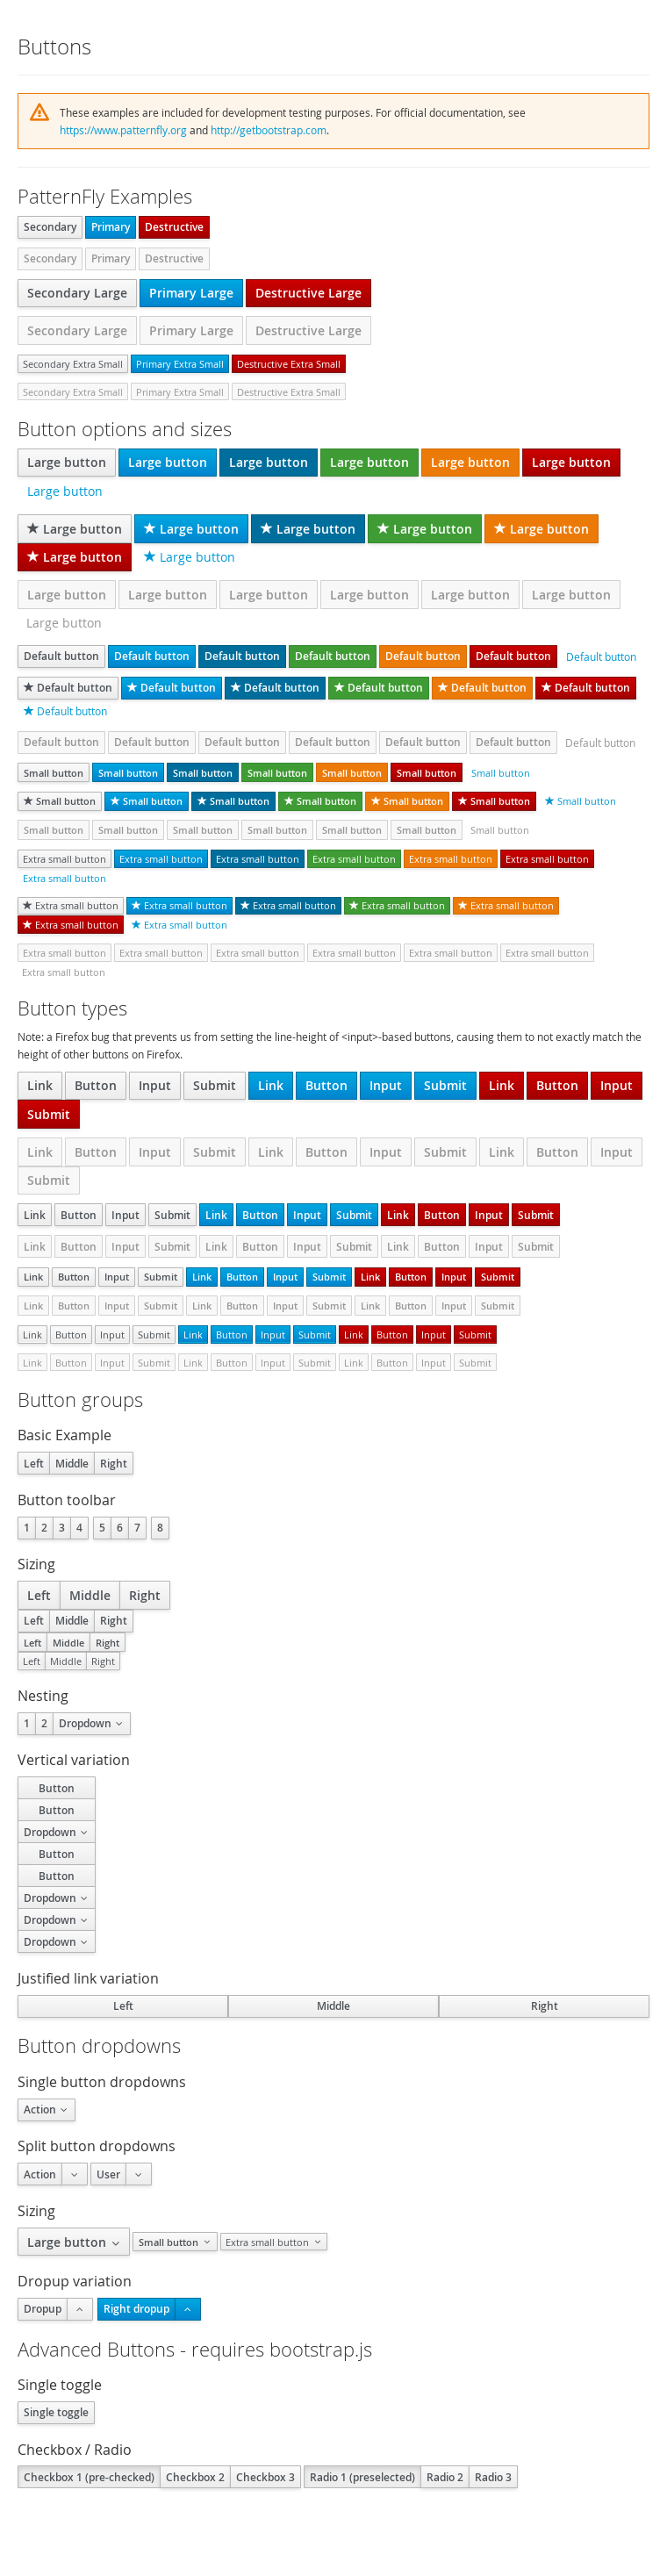 Buttons
These examples are included for development testing purposes. For official documentation, see
https://www.patternfly.org and http://getbootstrap.com.
PatternFly Examples
Secondary Primary Destructive
Secondary Primary Destructive
Secondary Large Primary Large Destructive Large
Secondary Large Primary Large Destructive Large
Secondary Extra Small Primary Extra Small Destructive Extra Small
Secondary Extra Small Primary Extra Small Destructive Extra Small
Button options and sizes
Large button Large button Large button Large button Large button Large button
Large button
Large button Large button Large button Large button Large button
Large button Large button
Large button Large button Large button Large button Large button Large button
Large button
Default button Default button Default button Default button Default button Default button Default button
Default button Default button Default button Default button Default button Default button
Default button
Default button Default button Default button Default button Default button Default button Default button
Small button Small button Small button Small button Small button Small button Small button
Small button Small button Small button Small button Small button Small button Small button
Small button Small button Small button Small button Small button Small button Small button
Extra small button Extra small button Extra small button Extra small button Extra small button Extra small button
Extra small button
Extra small button Extra small button Extra small button Extra small button Extra small button
Extra small button Extra small button
Extra small button Extra small button Extra small button Extra small button Extra small button Extra small button
Extra small button
Button types
Note: a Firefox bug that prevents us from setting the line-height of <input>-based buttons, causing them to not exactly match the
height of other buttons on Firefox.
Link Button Input Submit Link Button Input Submit Link Button Input
Submit
Link Button Input Submit Link Button Input Submit Link Button Input
Submit
Link Button Input Submit Link Button Input Submit Link Button Input Submit
Link Button Input Submit Link Button Input Submit Link Button Input Submit
Link Button Input Submit Link Button Input Submit Link Button Input Submit
Link Button Input Submit Link Button Input Submit Link Button Input Submit
Link Button Input Submit Link Button Input Submit Link Button Input Submit
Link Button Input Submit Link Button Input Submit Link Button Input Submit
Button groups
Basic Example
Left Middle Right
Button toolbar
1 2 3 4 5 6 7 8
Sizing
Left Middle Right
Left Middle Right
Left Middle Right
Left Middle Right
Nesting
1 2 Dropdown
Vertical variation
Button
Button
Dropdown
Button
Button
Dropdown
Dropdown
Dropdown
Justified link variation
Left Middle Right
Button dropdowns
Single button dropdowns
Action
Split button dropdowns
Action User
Sizing
Large button Small button Extra small button
Dropup variation
Dropup Right dropup
Advanced Buttons - requires bootstrap.js
Single toggle
Single toggle
Checkbox / Radio
Checkbox 1 (pre-checked) Checkbox 2 Checkbox 3 Radio 1 (preselected) Radio 2 Radio 3